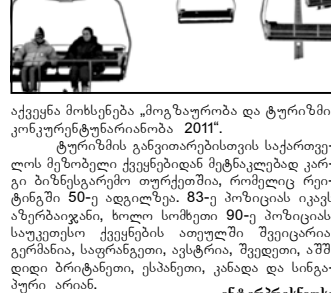 აქვეყნა მოხსენება „მოგზაურობა და ტურიზმი
კონკურენტუნარიანობა 2011“.
ტურიზმის განვითარებისთვის საქართვე-
ლოს მეზობელი ქვეყნებიდან მეტნაკლებად კარ-
გი ბიზნესგარემო თურქეთშია, რომელიც რეი-
ტინგში 50-ე ადგილზეა. 83-ე პოზიციას იკავს
აზერბაიჯანი, ხოლო სომხეთი 90-ე პოზიციას
საუკეთესო ქვეყნების ათეულში შვეიცარია
გერმანია, საფრანგეთი, ავსტრია, შვედეთი, აშშ
დიდი ბრიტანეთი, ესპანეთი, კანადა და სინგა-
პური არიან.